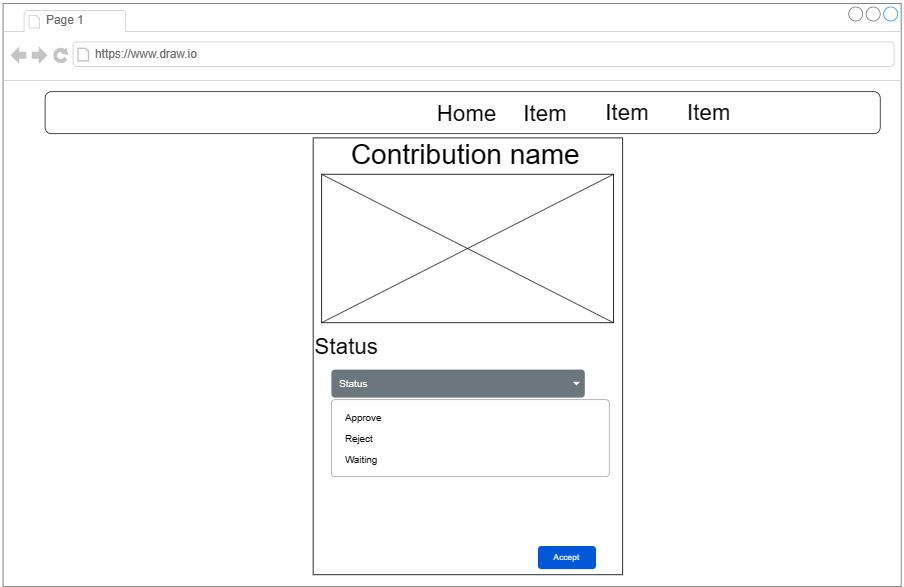 Page 1
https://www.draw.io
Home Item Item Item
Contribution name
Status
Status
Approve
Reject
Waiting
Accept